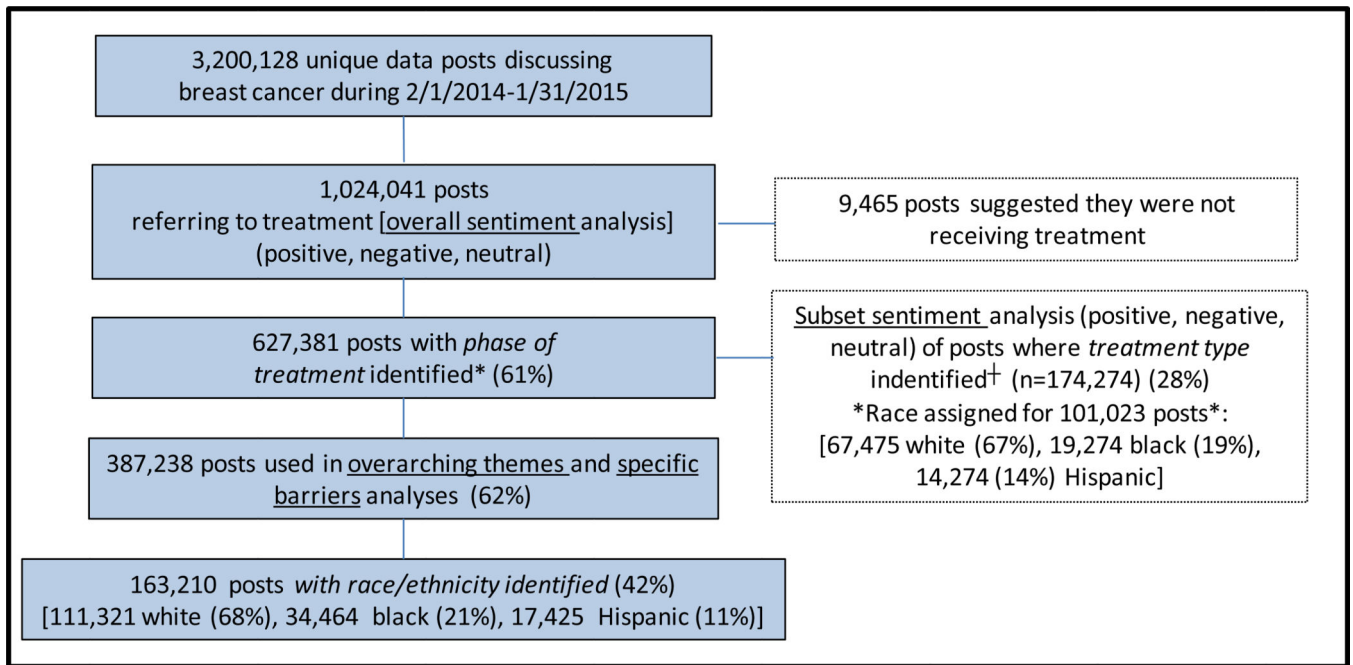 3,200,128 unique data posts discussing
breast cancer during 2/1/2014-1/31/2015
1,024,041 posts
referring to treatment [overall sentiment analysis]
(positive, negative, neutral)
9,465 posts suggested they were not
receiving treatment
627,381 posts with phase of
treatment identified* (61%)
Subset sentiment analysis (positive, negative,
neutral) of posts where treatment type
indentified┼ (n=174,274) (28%)
*Race assigned for 101,023 posts*:
[67,475 white (67%), 19,274 black (19%),
14,274 (14%) Hispanic]
387,238 posts used in overarching themes and specific
barriers analyses (62%)
163,210 posts with race/ethnicity identified (42%)
[111,321 white (68%), 34,464 black (21%), 17,425 Hispanic (11%)]